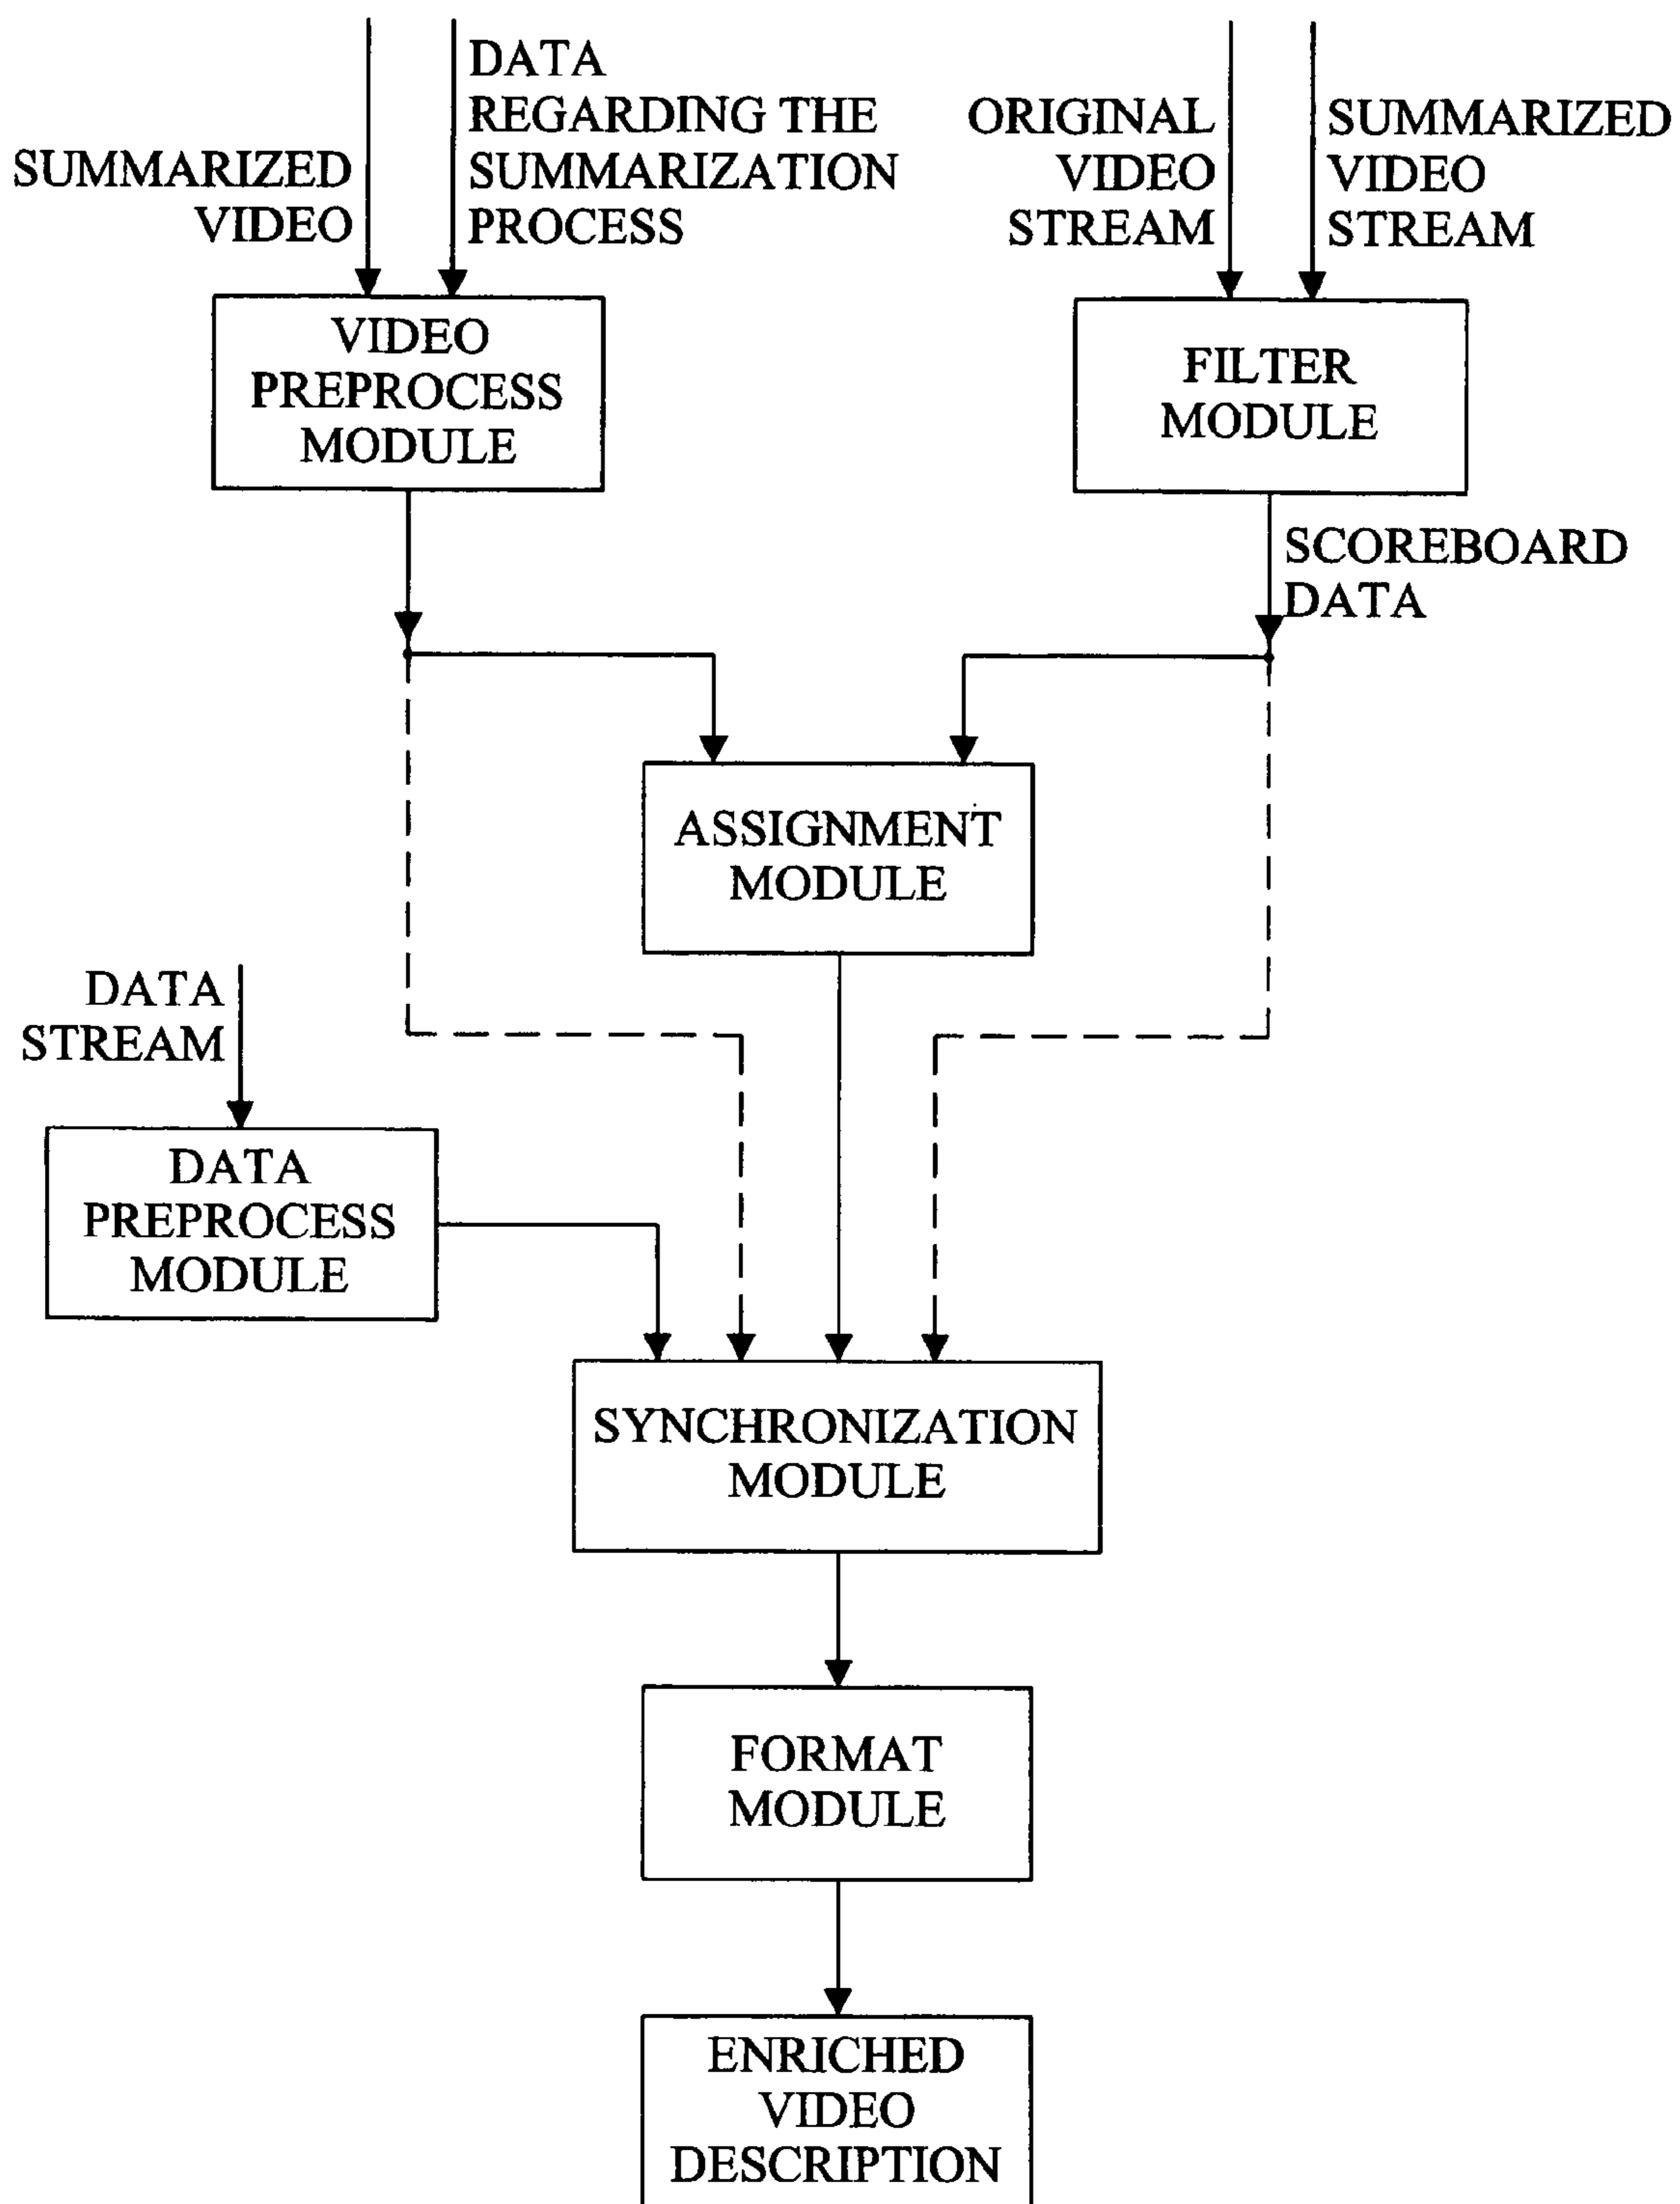 DATA
REGARDING THE
SUMMARIZATION
PROCESS
SUMMARIZED
VIDEO
ORIGINAL
VIDEO
STREAM
SUMMARIZED
VIDEO
STREAM
VIDEO
PREPROCESS
MODULE
FILTER
MODULE
SCOREBOARD
DATA
ASSIGNMENT
MODULE
DATA
STREAM
DATA
PREPROCESS
MODULE
SYNCHRONIZATION
MODULE
FORMAT
MODULE
ENRICHED
VIDEO
DESCRIPTION